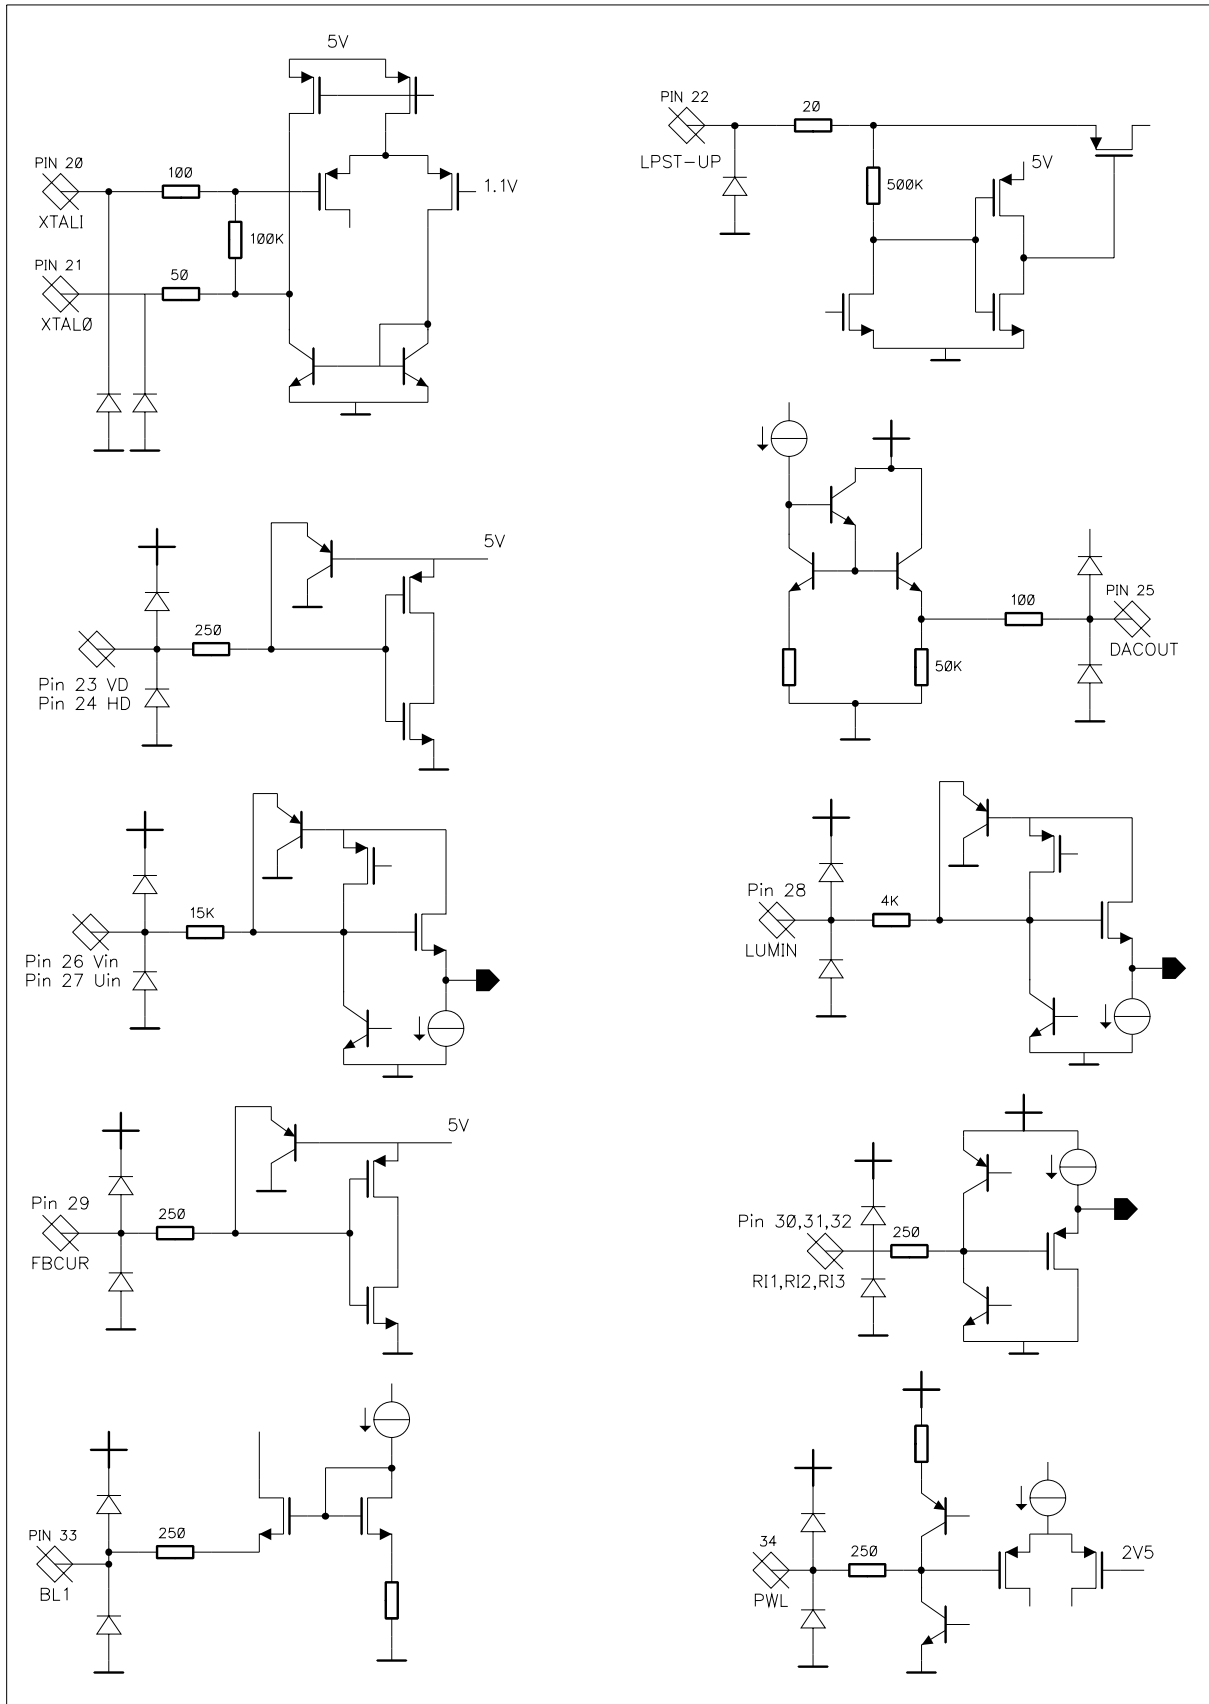 5V
PIN 20
100
1.1V
XTALI
100K
PIN 21
50
XTALØ
PIN 22
20
LPST-UP
5V
500K
5V
250
Pin 23 VD
Pin 24 HD
100
PIN 25
DACOUT
50K
15K
Pin 26 Vin
Pin 27 Uin
Pin 28
4K
LUMIN
5V
Pin 29
250
FBCUR
Pin 30,31,32
250
RI1,RI2,RI3
PIN 33
250
BL1
34
250
2V5
PWL